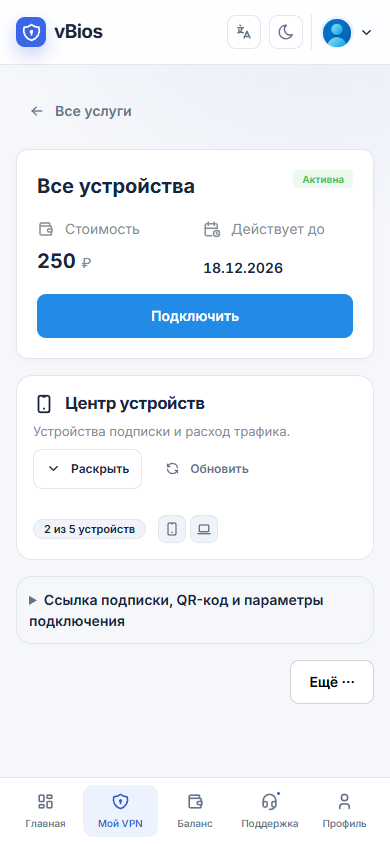 vBios
Все услуги
Все устройства
Активна
Стоимость
Действует до
250 ₽
18.12.2026
Подключить
Центр устройств
Устройства подписки и расход трафика.
Раскрыть
Обновить
2 из 5 устройств
Ссылка подписки, QR-код и параметры
подключения
Ещё ···
Главная
Мой VPN
Баланс
Поддержка
Профиль